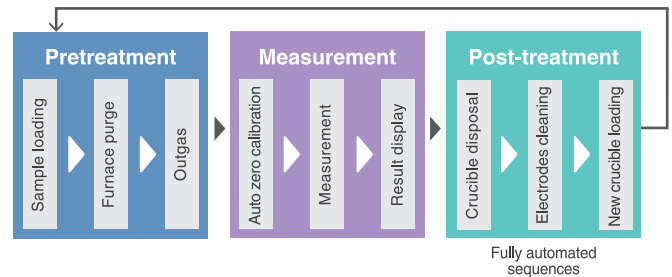 Pretreatment
Sample loading
Furnace purge
Outgas
Measurement
Auto zero calibration
Measurement
Result display
Post-treatment
Crucible disposal
Electrodes cleaning
New crucible loading
Fully automated
sequences